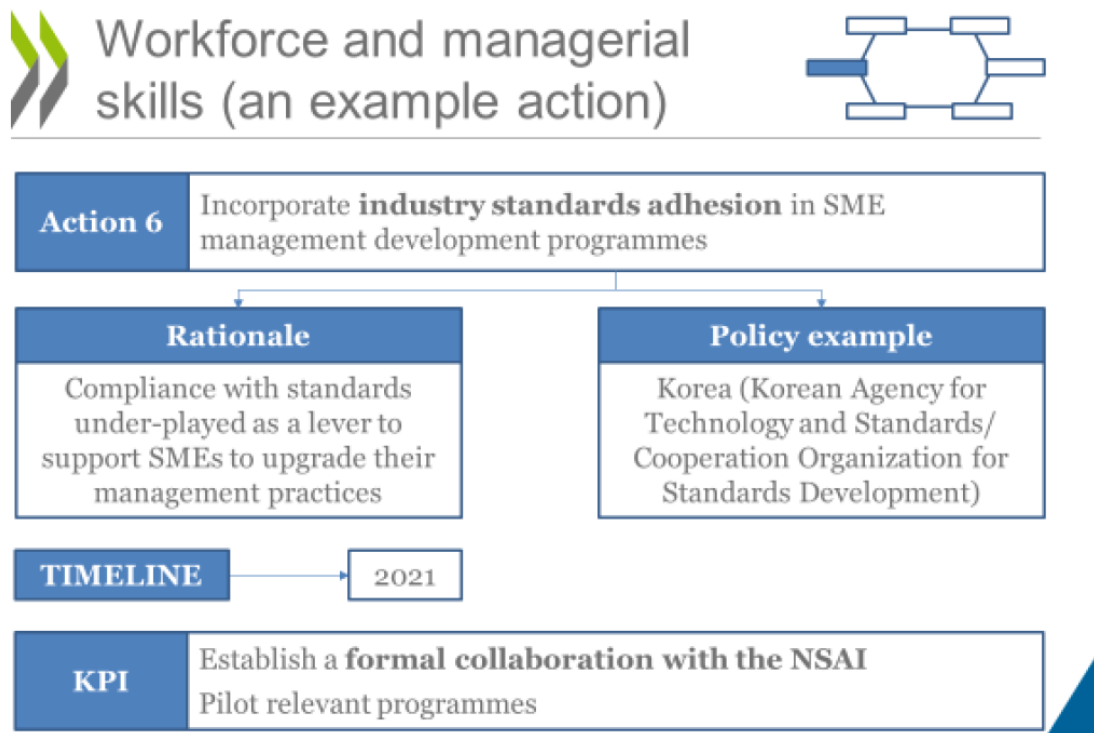 Workforce and managerial
skills (an example action)
Action 6
Incorporate industry standards adhesion in SME
management development programmes
Rationale
Compliance with standards
under-played as a lever to
support SMEs to upgrade their
management practices
Policy example
Korea (Korean Agency for
Technology and Standards/
Cooperation Organization for
Standards Development)
TIMELINE
2021
KPI
Establish a formal collaboration with the NSAI
Pilot relevant programmes